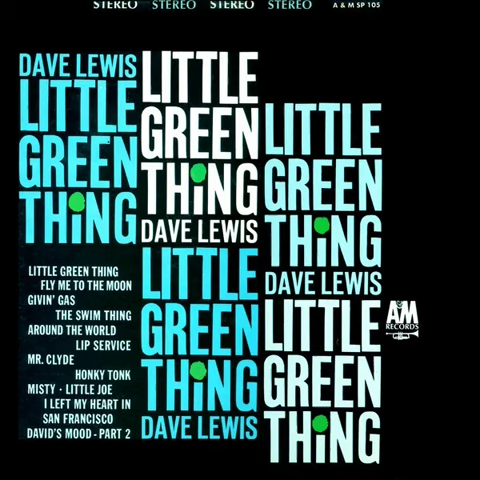 STEREO STEREO STEREO STEREO
A & M SP 105
DAVE LEWIS
LITTLE
GREEN
THiNG
LITTLE GREEN THING
FLY ME TO THE MOON
GIVIN' GAS
THE SWIM THING
AROUND THE WORLD
LIP SERVICE
MR. CLYDE
HONKY TONK
MISTY · LITTLE JOE
I LEFT MY HEART IN
SAN FRANCISCO
DAVID'S MOOD - PART 2
LITTLE
GREEN
THiNG
DAVE LEWIS
LITTLE
GREEN
THiNG
DAVE LEWIS
LITTLE
GREEN
THiNG
DAVE LEWIS
LITTLE
GREEN
THiNG
A&M
RECORDS